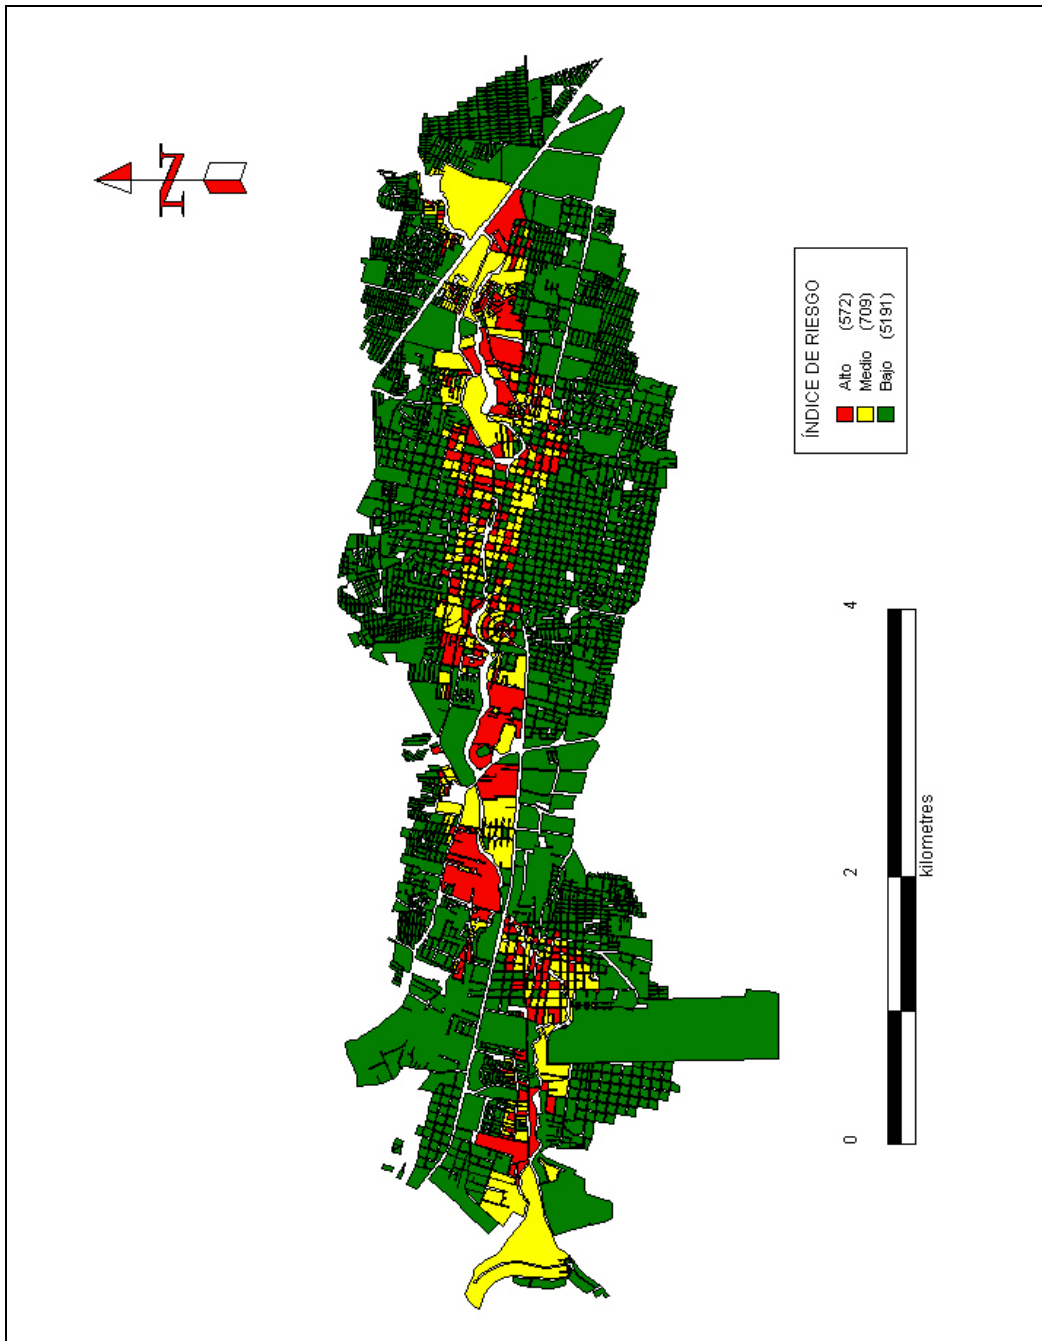 N
ÍNDICE DE RIESGO
Alto (572)
Medio (709)
Bajo (5191)
0 2 4
kilometres